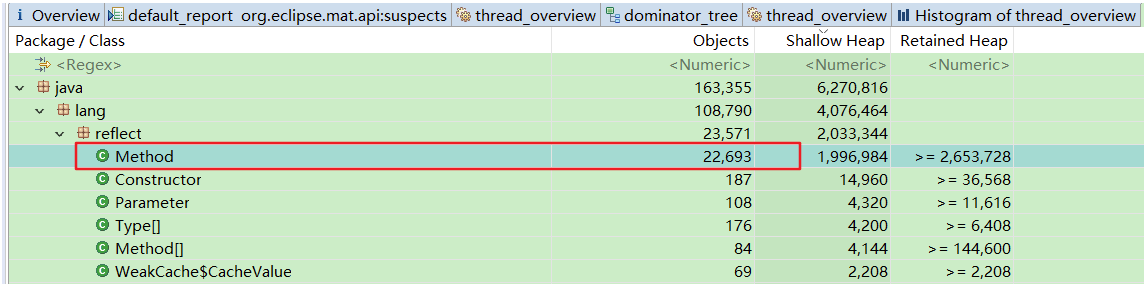 Overview default_report org.eclipse.mat.api:suspects thread_overview dominator_tree thread_overview Histogram of thread_overview
Package / Class Objects Shallow Heap Retained Heap
<Regex> <Numeric> <Numeric> <Numeric>
java 163,355 6,270,816
lang 108,790 4,076,464
reflect 23,571 2,033,344
Method 22,693 1,996,984 >= 2,653,728
Constructor 187 14,960 >= 36,568
Parameter 108 4,320 >= 11,616
Type[] 176 4,200 >= 6,408
Method[] 84 4,144 >= 144,600
WeakCache$CacheValue 69 2,208 >= 2,208